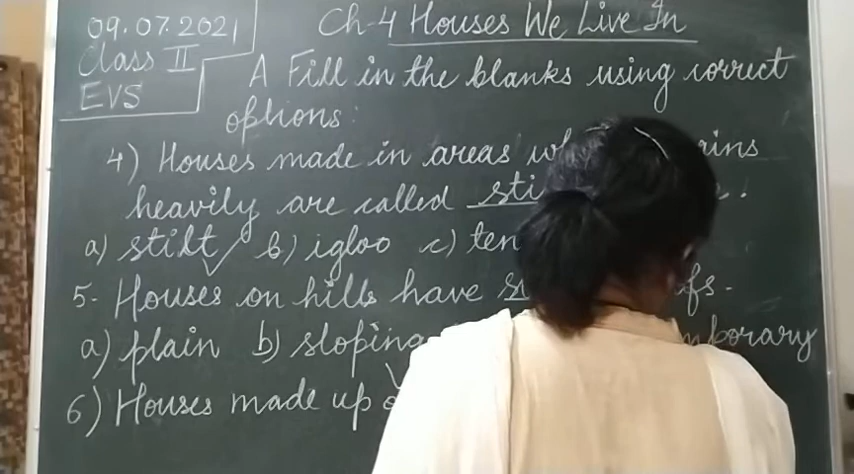 09.07.2021
Class II
EVS
Ch-4 Houses We Live In
A Fill in the blanks using correct
options:
4) Houses made in areas
heavily are called
a) stilt ✓ b) igloo c)
5- Houses on hills have
a) plain b) sloping
6) Houses made up